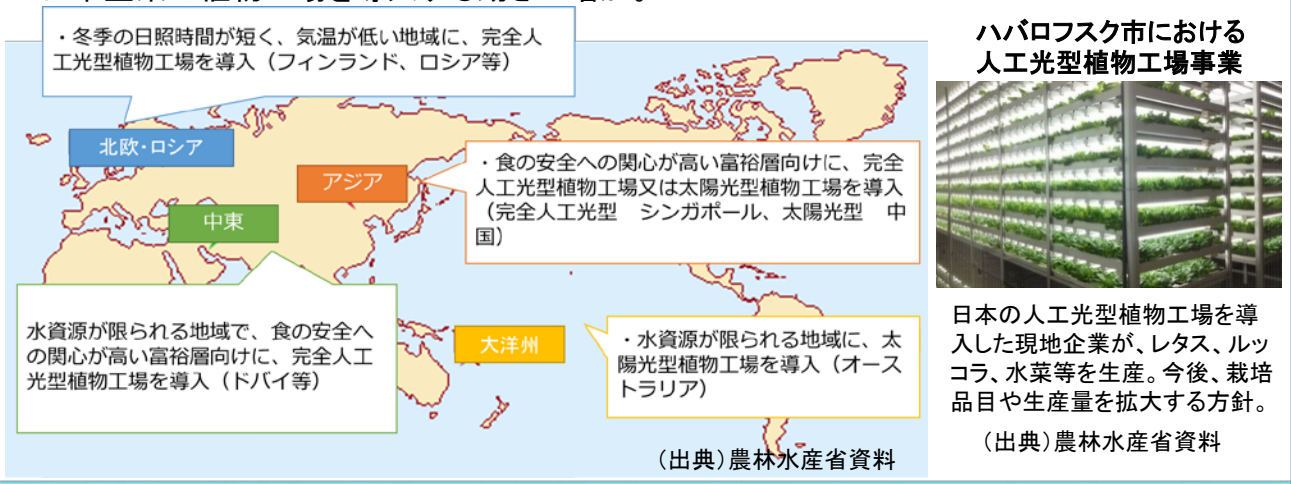 ・冬季の日照時間が短く、気温が低い地域に、完全人
工光型植物工場を導入（フィンランド、ロシア等）
北欧・ロシア
アジア
・食の安全への関心が高い富裕層向けに、完全
人工光型植物工場又は太陽光型植物工場を導入
（完全人工光型　シンガポール、太陽光型　中
国）
中東
水資源が限られる地域で、食の安全へ
の関心が高い富裕層向けに、完全人工
光型植物工場を導入（ドバイ等）
大洋州
・水資源が限られる地域に、太
陽光型植物工場を導入（オース
トラリア）
（出典）農林水産省資料
ハバロフスク市における
人工光型植物工場事業
日本の人工光型植物工場を導
入した現地企業が、レタス、ルッ
コラ、水菜等を生産。今後、栽培
品目や生産量を拡大する方針。
（出典）農林水産省資料